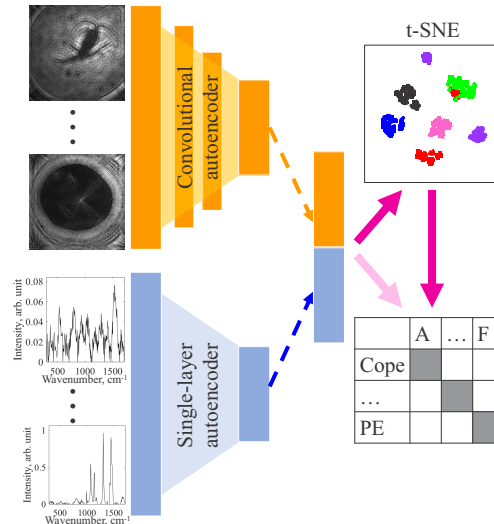 t-SNE
Convolutional
autoencoder
Intensity, arb. unit
0.08
0.06
0.04
0.02
0
500 1000 1500
Wavenumber, cm-1
Single-layer
autoencoder
Intensity, arb. unit
1
0.5
0
500 1000 1500
Wavenumber, cm-1
A … F
Cope
…
PE